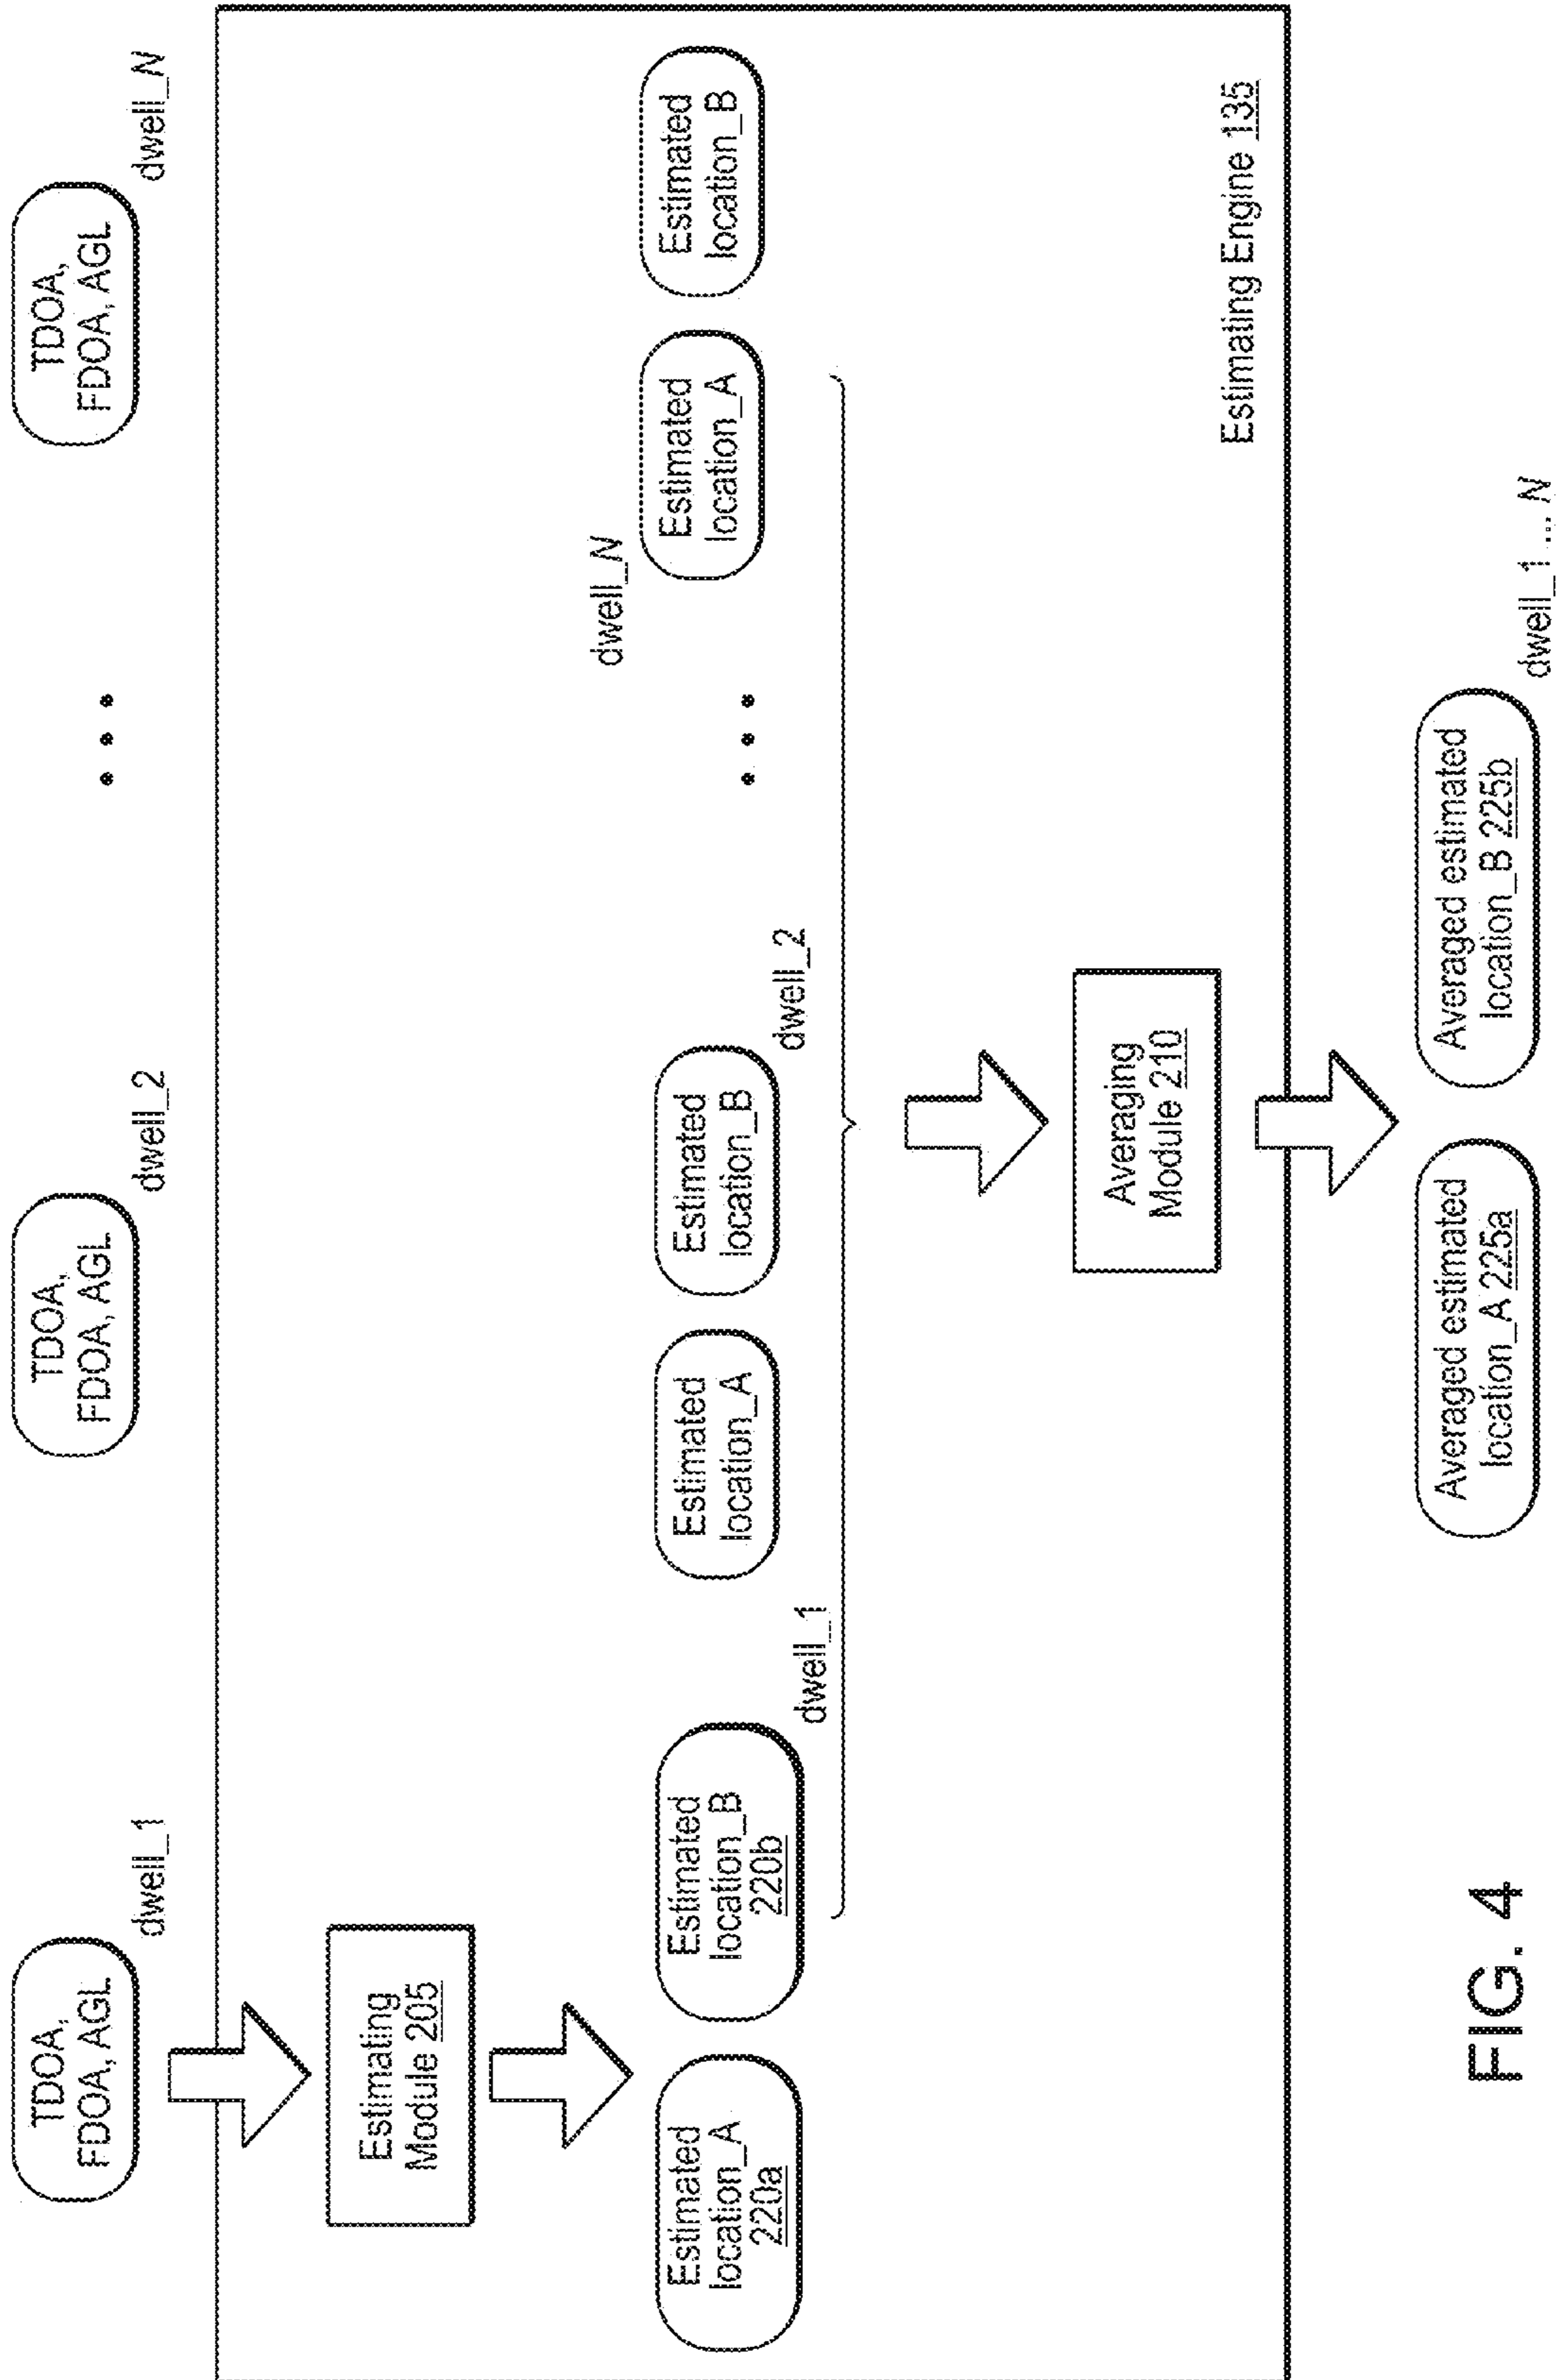 TDOA,
FDOA, AGL
dwell_1
TDOA,
FDOA, AGL
dwell_2
TDOA,
FDOA, AGL
dwell_N
Estimating
Module 205
Estimated
location_A
220a
Estimated
location_B
220b
dwell_1
Estimated
location_A
Estimated
location_B
dwell_2
dwell_N
Estimated
location_A
Estimated
location_B
Averaging
Module 210
Estimating Engine 135
Averaged estimated
location_A 225a
Averaged estimated
location_B 225b
dwell_1 ... N
FIG. 4